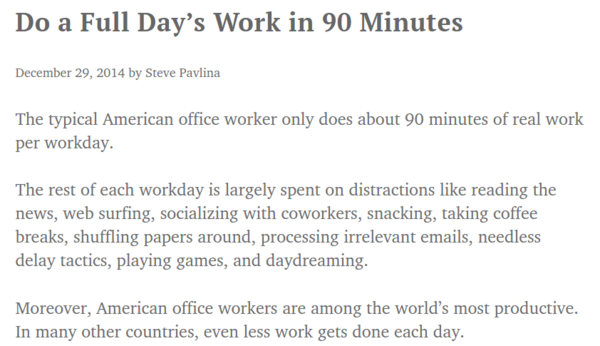 Do a Full Day’s Work in 90 Minutes
December 29, 2014 by Steve Pavlina
The typical American office worker only does about 90 minutes of real work
per workday.
The rest of each workday is largely spent on distractions like reading the
news, web surfing, socializing with coworkers, snacking, taking coffee
breaks, shuffling papers around, processing irrelevant emails, needless
delay tactics, playing games, and daydreaming.
Moreover, American office workers are among the world’s most productive.
In many other countries, even less work gets done each day.